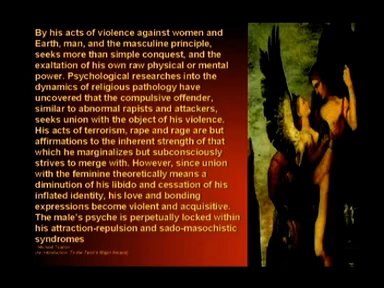 By his acts of violence against women and
Earth, man, and the masculine principle,
seeks more than simple conquest, and the
exaltation of his own raw physical or mental
power. Psychological researches into the
dynamics of religious pathology have
uncovered that the compulsive offender,
similar to abnormal rapists and attackers,
seeks union with the object of his violence.
His acts of terrorism, rape and rage are but
affirmations to the inherent strength of that
which he marginalizes but subconsciously
strives to merge with. However, since union
with the feminine theoretically means a
diminution of his libido and cessation of his
inflated identity, his love and bonding
expressions become violent and acquisitive.
The male's psyche is perpetually locked within
his attraction-repulsion and sado-masochistic
syndromes